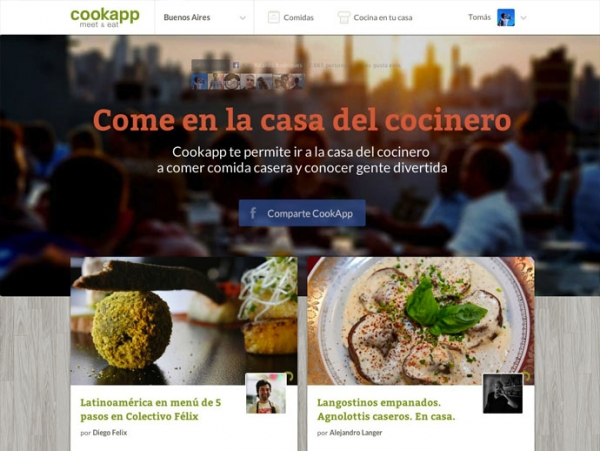 cookapp
meet & eat
Buenos Aires
Comidas
Cocina en tu casa
Tomás
Come en la casa del cocinero
Cookapp te permite ir a la casa del cocinero
a comer comida casera y conocer gente divertida
f Comparte CookApp
Latinoamérica en menú de 5
pasos en Colectivo Félix
por Diego Felix
Langostinos empanados.
Agnolottis caseros. En casa.
por Alejandro Langer